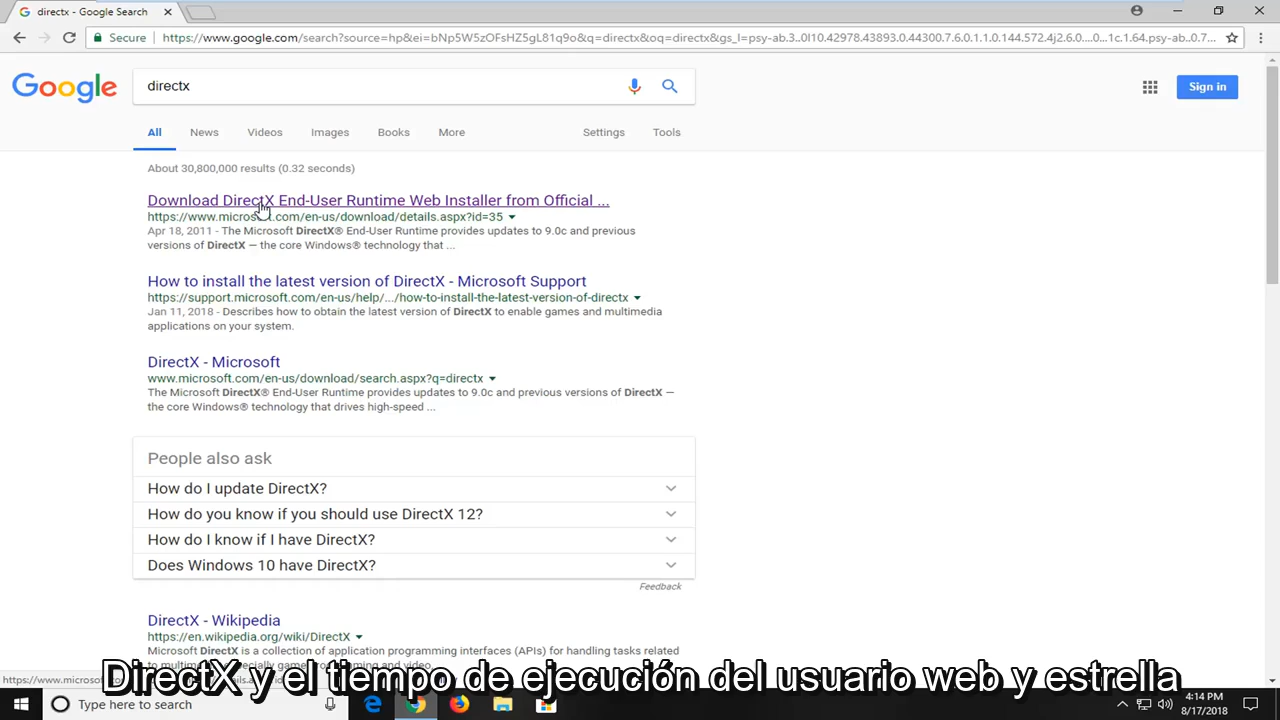 directx - Google Search
Secure https://www.google.com/search?source=hp&ei=bNp5W5zOFsHZ5gL81q9o&q=directx&oq=directx&gs_l=psy-ab.3..0l10.42978.43893.0.44300.7.6.0.1.1.0.144.572.4j2.6.0....0...1c.1.64.psy-ab..0.7....
Google
directx
Sign in
All News Videos Images Books More Settings Tools
About 30,800,000 results (0.32 seconds)
Download DirectX End-User Runtime Web Installer from Official ...
https://www.microsoft.com/en-us/download/details.aspx?id=35
Apr 18, 2011 - The Microsoft DirectX® End-User Runtime provides updates to 9.0c and previous
versions of DirectX — the core Windows® technology that ...
How to install the latest version of DirectX - Microsoft Support
https://support.microsoft.com/en-us/help/.../how-to-install-the-latest-version-of-directx
Jan 11, 2018 - Describes how to obtain the latest version of DirectX to enable games and multimedia
applications on your system.
DirectX - Microsoft
www.microsoft.com/en-us/download/search.aspx?q=directx
The Microsoft DirectX® End-User Runtime provides updates to 9.0c and previous versions of DirectX —
the core Windows® technology that drives high-speed ...
People also ask
How do I update DirectX?
How do you know if you should use DirectX 12?
How do I know if I have DirectX?
Does Windows 10 have DirectX?
Feedback
DirectX - Wikipedia
https://en.wikipedia.org/wiki/DirectX
Microsoft DirectX is a collection of application programming interfaces (APIs) for handling tasks related
DirectX y el tiempo de ejecución del usuario web y estrella
Type here to search
4:14 PM
8/17/2018